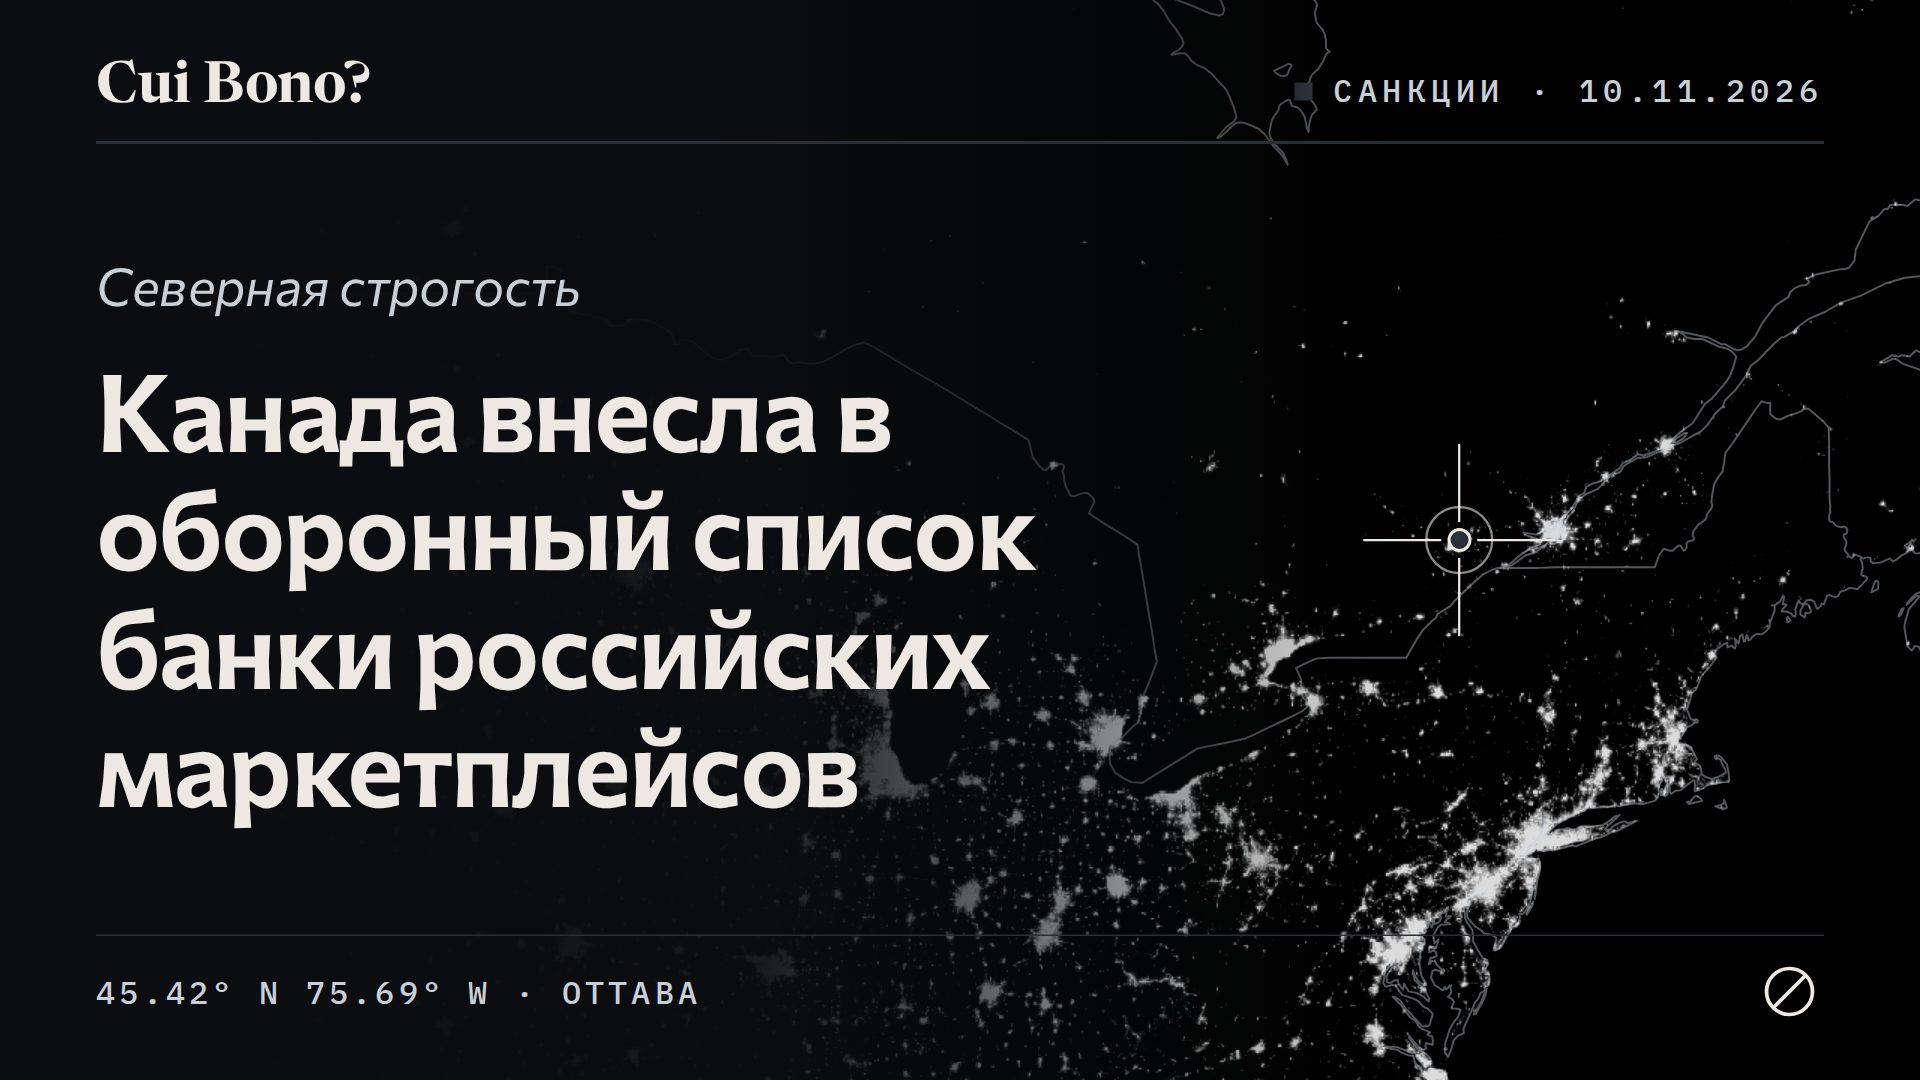 Cui Bono?
САНКЦИИ · 10.11.2026
Северная строгость
Канада внесла в
оборонный список
банки российских
маркетплейсов
45.42° N 75.69° W · ОТТАВА